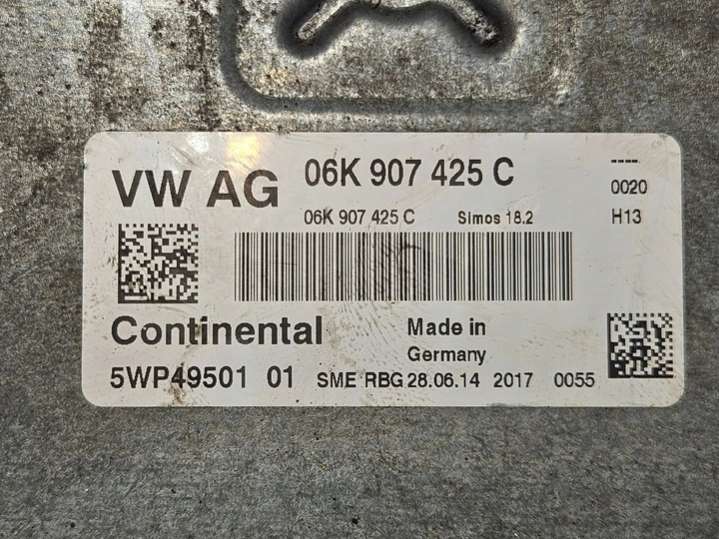 VW AG 06K 907 425 C ----
0020
06K 907 425 C Simos 18.2 H13
Continental Made in
Germany
5WP49501 01 SME RBG 28.06.14 2017 0055